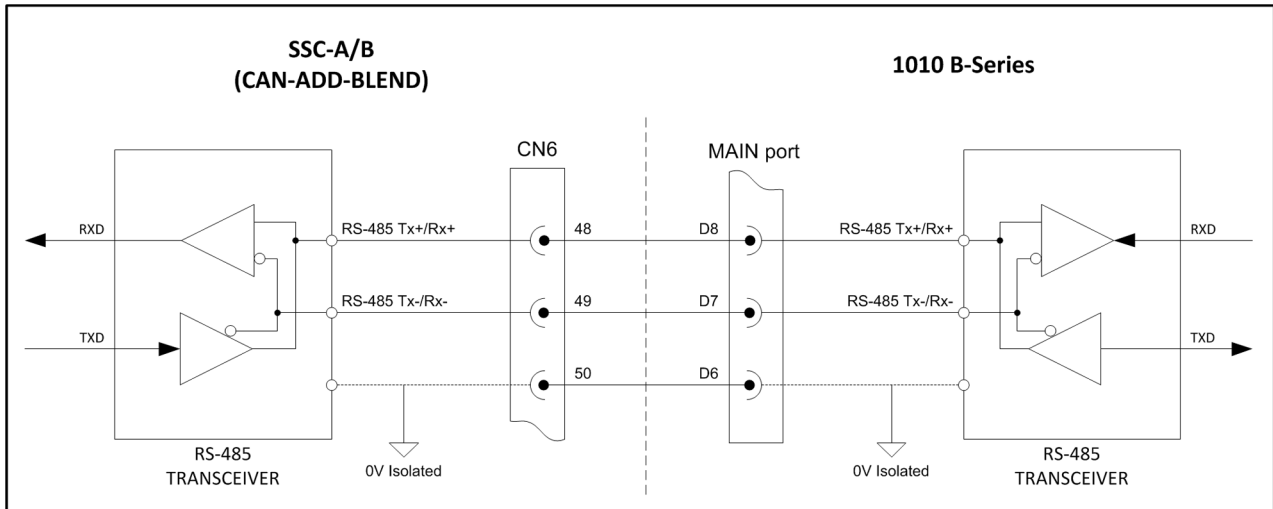 SSC-A/B
(CAN-ADD-BLEND)
1010 B-Series
CN6
MAIN port
RXD
RS-485 Tx+/Rx+
48
D8
RS-485 Tx+/Rx+
RXD
RS-485 Tx-/Rx-
49
D7
RS-485 Tx-/Rx-
TXD
TXD
50
D6
RS-485
TRANSCEIVER
0V Isolated
0V Isolated
RS-485
TRANSCEIVER